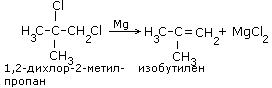 Cl
H₃C-C-CH₂Cl Mg H₃C-C=CH₂ + MgCl₂
CH₃ CH₃
1,2-дихлор-2-метил- изобутилен
пропан